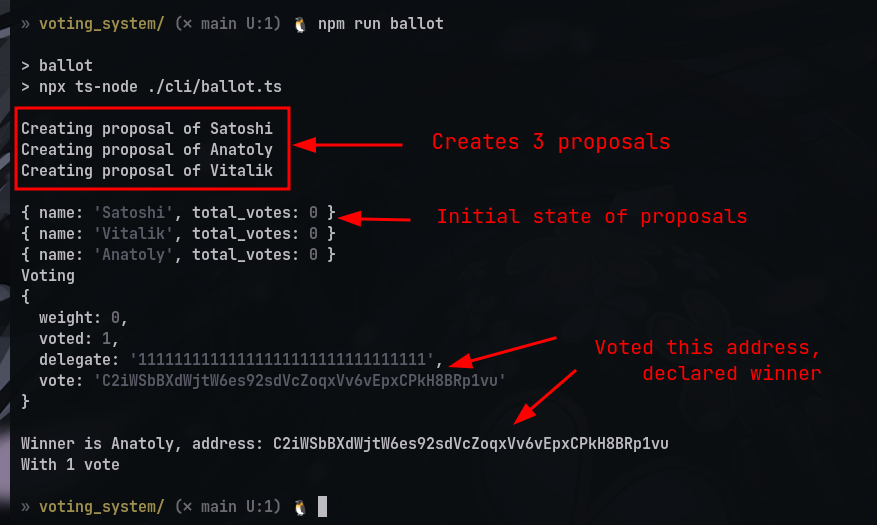 » voting_system/ (× main U:1) 🐧 npm run ballot
> ballot
> npx ts-node ./cli/ballot.ts
Creating proposal of Satoshi
Creating proposal of Anatoly
Creating proposal of Vitalik
Creates 3 proposals
{ name: 'Satoshi', total_votes: 0 }
{ name: 'Vitalik', total_votes: 0 }
{ name: 'Anatoly', total_votes: 0 }
Initial state of proposals
Voting
{
  weight: 0,
  voted: 1,
  delegate: '11111111111111111111111111111111',
  vote: 'C2iWSbBXdWjtW6es92sdVcZoqxVv6vEpxCPkH8BRp1vu'
}
Voted this address,
declared winner
Winner is Anatoly, address: C2iWSbBXdWjtW6es92sdVcZoqxVv6vEpxCPkH8BRp1vu
With 1 vote
» voting_system/ (× main U:1) 🐧